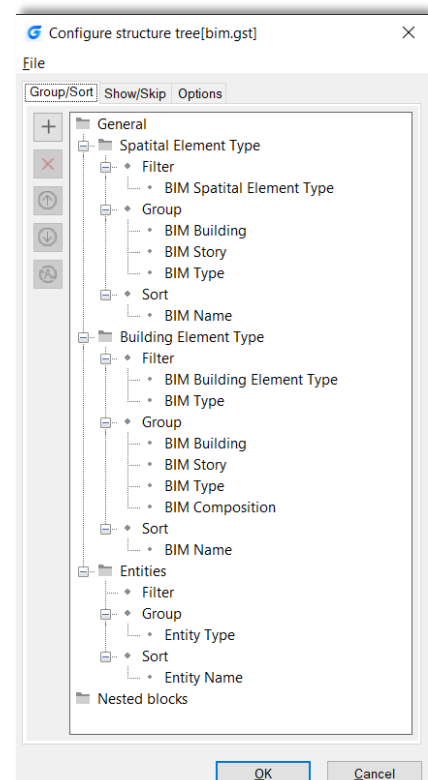 Configure structure tree[bim.gst]
File
Group/Sort Show/Skip Options
General
Spatital Element Type
Filter
BIM Spatital Element Type
Group
BIM Building
BIM Story
BIM Type
Sort
BIM Name
Building Element Type
Filter
BIM Building Element Type
BIM Type
Group
BIM Building
BIM Story
BIM Type
BIM Composition
Sort
BIM Name
Entities
Filter
Group
Entity Type
Sort
Entity Name
Nested blocks
OK Cancel